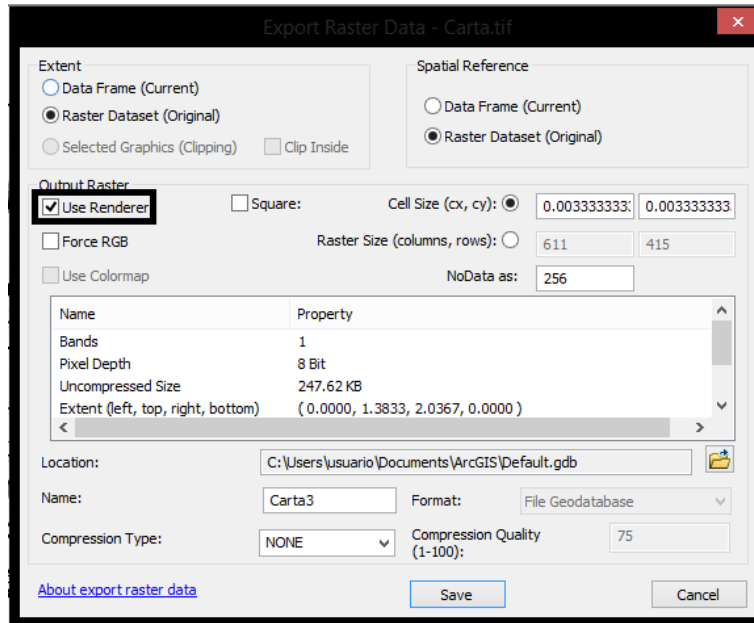 Export Raster Data - Carta.tif
Extent
Data Frame (Current)
Raster Dataset (Original)
Selected Graphics (Clipping)
Clip Inside
Spatial Reference
Data Frame (Current)
Raster Dataset (Original)
Output Raster
Use Renderer
Square:
Cell Size (cx, cy):
0.003333333:
0.003333333
Force RGB
Raster Size (columns, rows):
611
415
Use Colormap
NoData as:
256
Name Property
Bands 1
Pixel Depth 8 Bit
Uncompressed Size 247.62 KB
Extent (left, top, right, bottom) ( 0.0000, 1.3833, 2.0367, 0.0000 )
Location:
C:\Users\usuario\Documents\ArcGIS\Default.gdb
Name:
Carta3
Format:
File Geodatabase
Compression Type:
NONE
Compression Quality
(1-100):
75
About export raster data
Save
Cancel